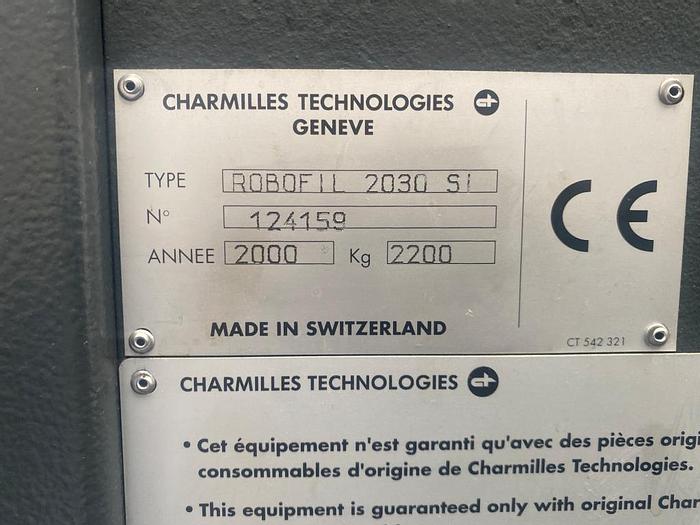 CHARMILLES TECHNOLOGIES
GENEVE
TYPE ROBOFIL 2030 SI
N° 124159
ANNEE 2000 Kg 2200
CE
MADE IN SWITZERLAND
CT 542 321
CHARMILLES TECHNOLOGIES
• Cet équipement n'est garanti qu'avec des pièces origi
consommables d'origine de Charmilles Technologies.
• This equipment is guaranteed only with original Char